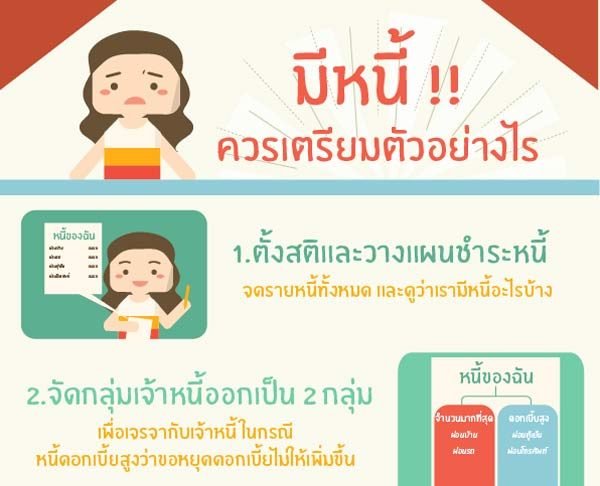 มีหนี้ !!
ควรเตรียมตัวอย่างไร
หนี้ของฉัน
1.ตั้งสติและวางแผนชำระหนี้
จดรายหนี้ทั้งหมด และดูว่าเรามีหนี้อะไรบ้าง
2.จัดกลุ่มเจ้าหนี้ออกเป็น 2 กลุ่ม
เพื่อเจรจากับเจ้าหนี้ ในกรณี
หนี้ดอกเบี้ยสูงว่าขอหยุดดอกเบี้ยไม่ให้เพิ่มขึ้น
หนี้ของฉัน
จำนวนมากที่สุด
ผ่อนบ้าน
ผ่อนรถ
ดอกเบี้ยสูง
ผ่อนตู้เย็น
ผ่อนโทรศัพท์